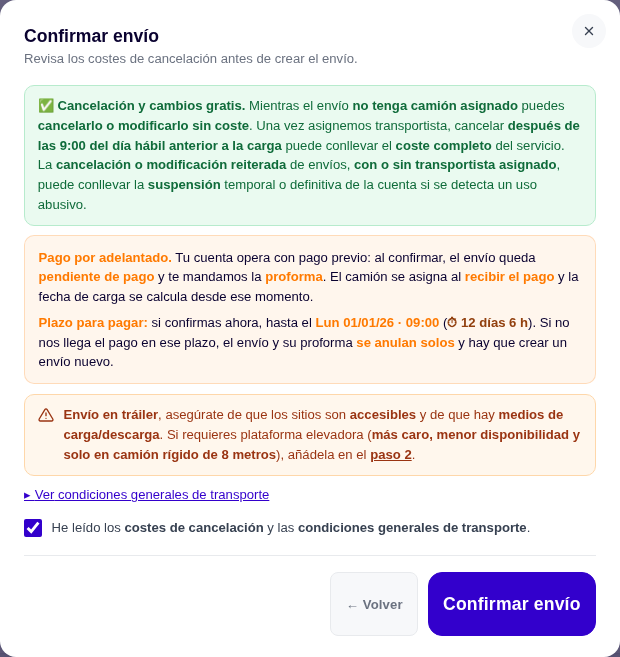 Confirmar envío
×
Revisa los costes de cancelación antes de crear el envío.
✅ Cancelación y cambios gratis. Mientras el envío no tenga camión asignado puedes
cancelarlo o modificarlo sin coste. Una vez asignemos transportista, cancelar después de
las 9:00 del día hábil anterior a la carga puede conllevar el coste completo del servicio.
La cancelación o modificación reiterada de envíos, con o sin transportista asignado,
puede conllevar la suspensión temporal o definitiva de la cuenta si se detecta un uso
abusivo.
Pago por adelantado. Tu cuenta opera con pago previo: al confirmar, el envío queda
pendiente de pago y te mandamos la proforma. El camión se asigna al recibir el pago y la
fecha de carga se calcula desde ese momento.
Plazo para pagar: si confirmas ahora, hasta el Lun 01/01/26 · 09:00 (⏱ 12 días 6 h). Si no
nos llega el pago en ese plazo, el envío y su proforma se anulan solos y hay que crear un
envío nuevo.
⚠ Envío en tráiler, asegúrate de que los sitios son accesibles y de que hay medios de
carga/descarga. Si requieres plataforma elevadora (más caro, menor disponibilidad y
solo en camión rígido de 8 metros), añádela en el paso 2.
▸ Ver condiciones generales de transporte
He leído los costes de cancelación y las condiciones generales de transporte.
← Volver
Confirmar envío